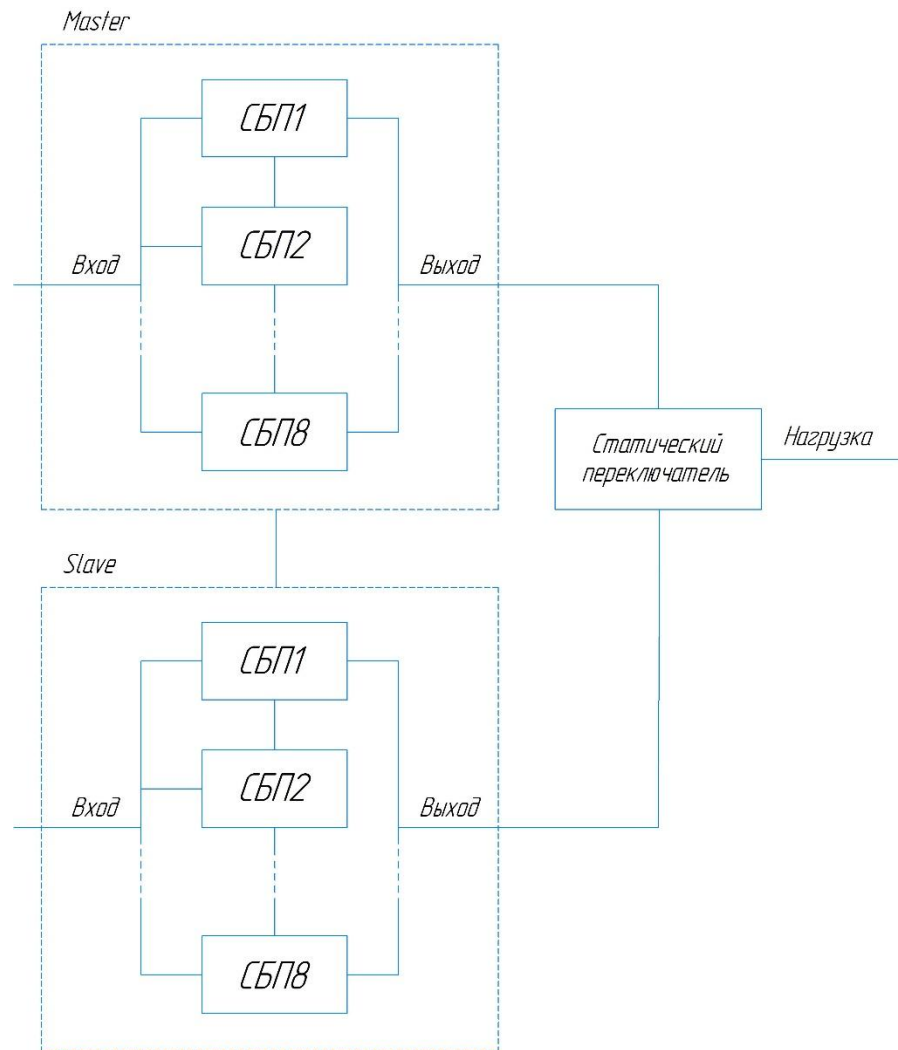 Master
СБП1
СБП2
Вход
Выход
СБП8
Статический
переключатель
Нагрузка
Slave
СБП1
СБП2
Вход
Выход
СБП8